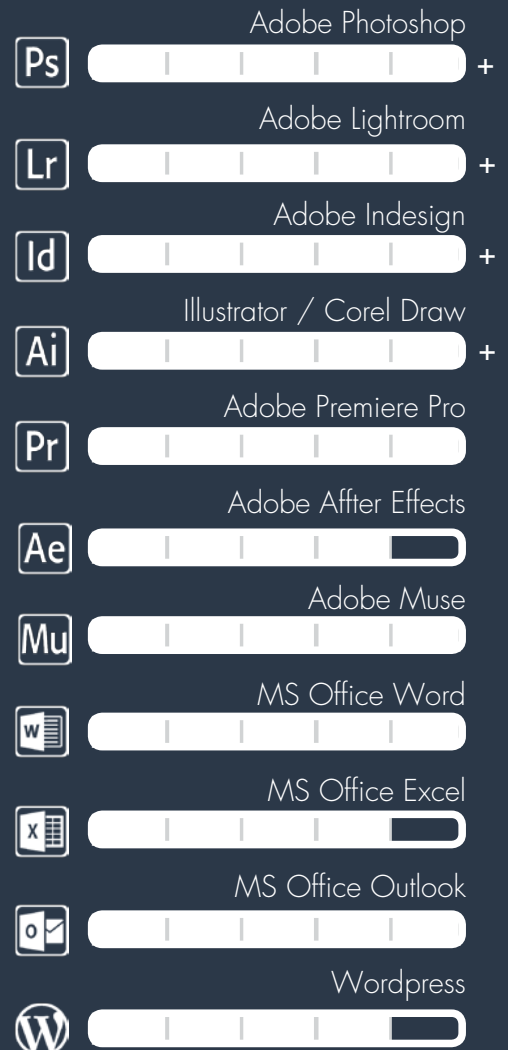 Adobe Photoshop
Ps +
Adobe Lightroom
Lr +
Adobe Indesign
Id +
Illustrator / Corel Draw
Ai +
Adobe Premiere Pro
Pr
Adobe Affter Effects
Ae
Adobe Muse
Mu
MS Office Word
W
MS Office Excel
X
MS Office Outlook
O
Wordpress
W